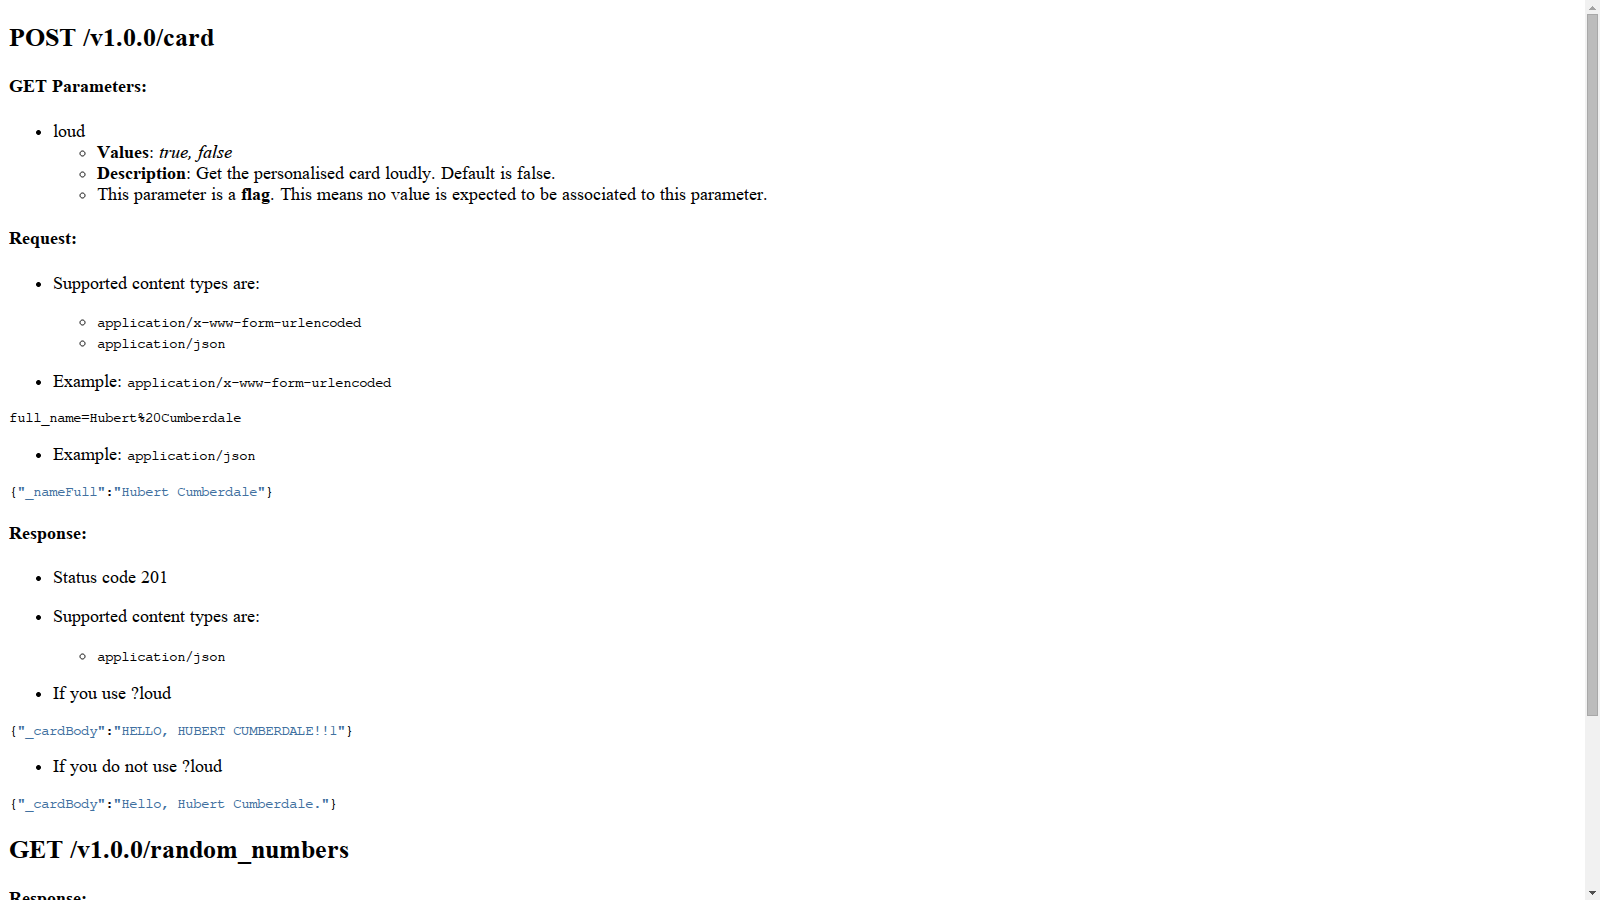 POST /v1.0.0/card
GET Parameters:
loud
Values: true, false
Description: Get the personalised card loudly. Default is false.
This parameter is a flag. This means no value is expected to be associated to this parameter.
Request:
Supported content types are:
application/x-www-form-urlencoded
application/json
Example: application/x-www-form-urlencoded
full_name=Hubert%20Cumberdale
Example: application/json
{"_nameFull":"Hubert Cumberdale"}
Response:
Status code 201
Supported content types are:
application/json
If you use ?loud
{"_cardBody":"HELLO, HUBERT CUMBERDALE!!1"}
If you do not use ?loud
{"_cardBody":"Hello, Hubert Cumberdale."}
GET /v1.0.0/random_numbers
Response: